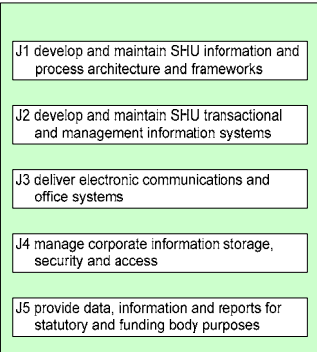 J1 develop and maintain SHU information and
process architecture and frameworks
J2 develop and maintain SHU transactional
and management information systems
J3 deliver electronic communications and
office systems
J4 manage corporate information storage,
security and access
J5 provide data, information and reports for
statutory and funding body purposes